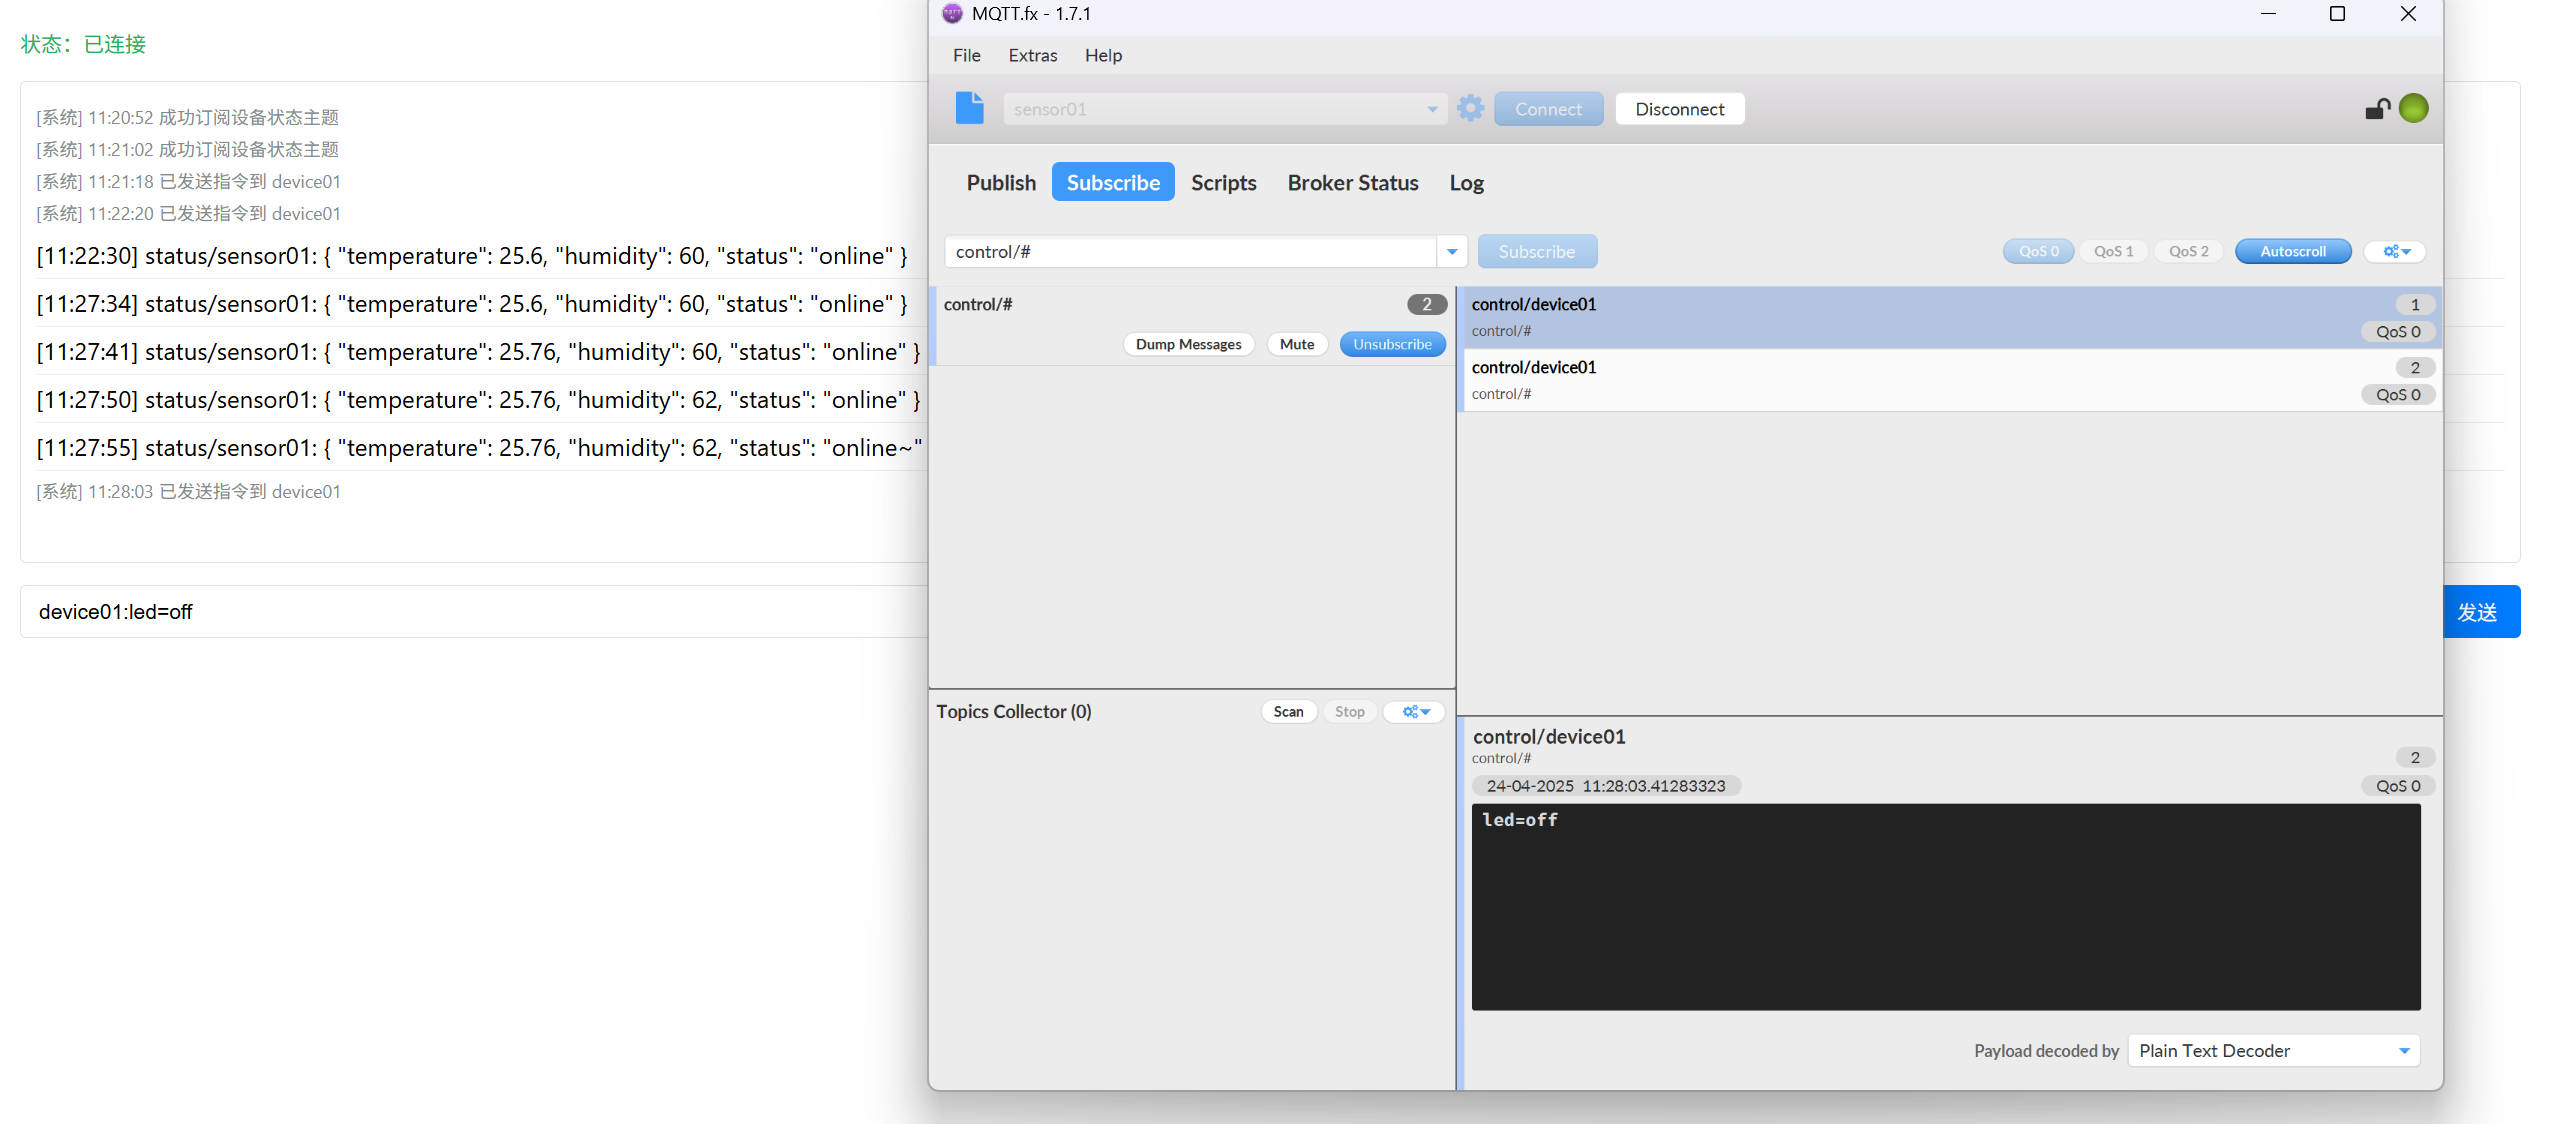 状态：已连接
[系统] 11:20:52 成功订阅设备状态主题
[系统] 11:21:02 成功订阅设备状态主题
[系统] 11:21:18 已发送指令到 device01
[系统] 11:22:20 已发送指令到 device01
[11:22:30] status/sensor01: { "temperature": 25.6, "humidity": 60, "status": "online" }
[11:27:34] status/sensor01: { "temperature": 25.6, "humidity": 60, "status": "online" }
[11:27:41] status/sensor01: { "temperature": 25.76, "humidity": 60, "status": "online" }
[11:27:50] status/sensor01: { "temperature": 25.76, "humidity": 62, "status": "online" }
[11:27:55] status/sensor01: { "temperature": 25.76, "humidity": 62, "status": "online~"
[系统] 11:28:03 已发送指令到 device01
device01:led=off
发送
MQTT.fx - 1.7.1
File Extras Help
sensor01 Connect Disconnect
Publish Subscribe Scripts Broker Status Log
control/# Subscribe QoS 0 QoS 1 QoS 2 Autoscroll
control/# 2
Dump Messages Mute Unsubscribe
control/device01 1
control/# QoS 0
control/device01 2
control/# QoS 0
Topics Collector (0) Scan Stop
control/device01
control/# 2
24-04-2025 11:28:03.41283323 QoS 0
led=off
Payload decoded by Plain Text Decoder